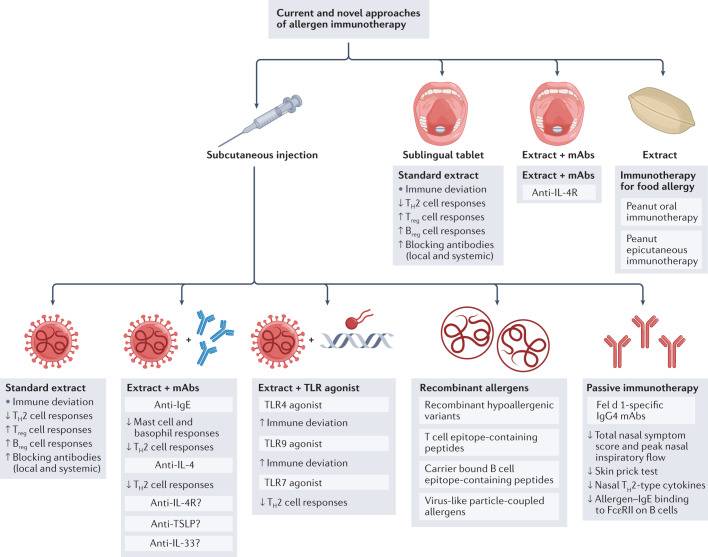 Current and novel approaches
of allergen immunotherapy
Subcutaneous injection
Sublingual tablet
Standard extract
• Immune deviation
↓ TH2 cell responses
↑ Treg cell responses
↑ Breg cell responses
↑ Blocking antibodies
(local and systemic)
Extract + mAbs
Extract + mAbs
Anti-IL-4R
Extract
Immunotherapy
for food allergy
Peanut oral
immunotherapy
Peanut
epicutaneous
immunotherapy
Standard extract
• Immune deviation
↓ TH2 cell responses
↑ Treg cell responses
↑ Breg cell responses
↑ Blocking antibodies
(local and systemic)
+
Extract + mAbs
Anti-IgE
↓ Mast cell and
basophil responses
↓ TH2 cell responses
Anti-IL-4
↓ TH2 cell responses
Anti-IL-4R?
Anti-TSLP?
Anti-IL-33?
+
Extract + TLR agonist
TLR4 agonist
↑ Immune deviation
TLR9 agonist
↑ Immune deviation
TLR7 agonist
↓ TH2 cell responses
Recombinant allergens
Recombinant hypoallergenic
variants
T cell epitope-containing
peptides
Carrier bound B cell
epitope-containing peptides
Virus-like particle-coupled
allergens
Passive immunotherapy
Fel d 1-specific
IgG4 mAbs
↓ Total nasal symptom
score and peak nasal
inspiratory flow
↓ Skin prick test
↓ Nasal TH2-type cytokines
↓ Allergen–IgE binding
to FcεRII on B cells